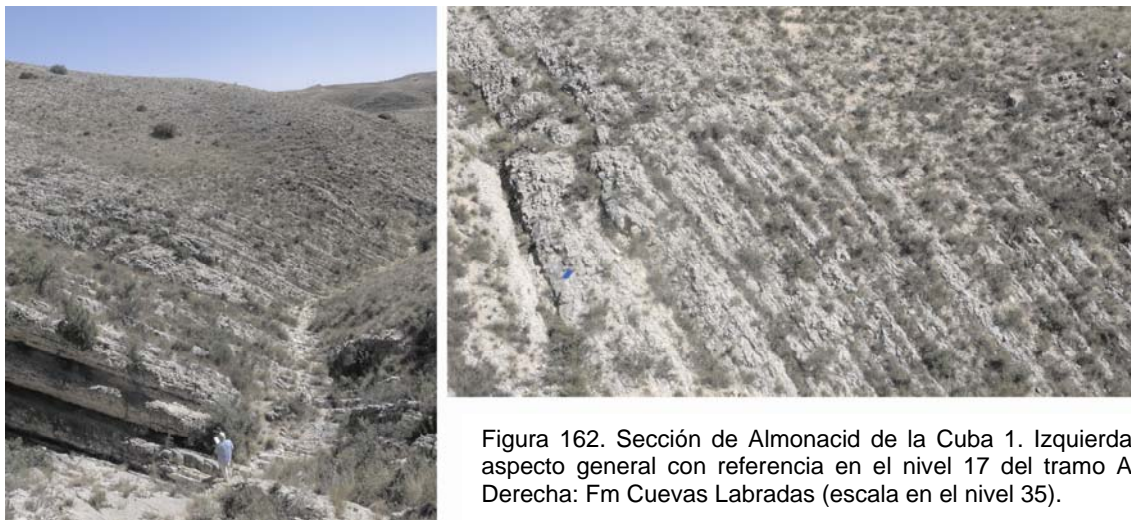 Figura 162. Sección de Almonacid de la Cuba 1. Izquierda
aspecto general con referencia en el nivel 17 del tramo A
Derecha: Fm Cuevas Labradas (escala en el nivel 35).